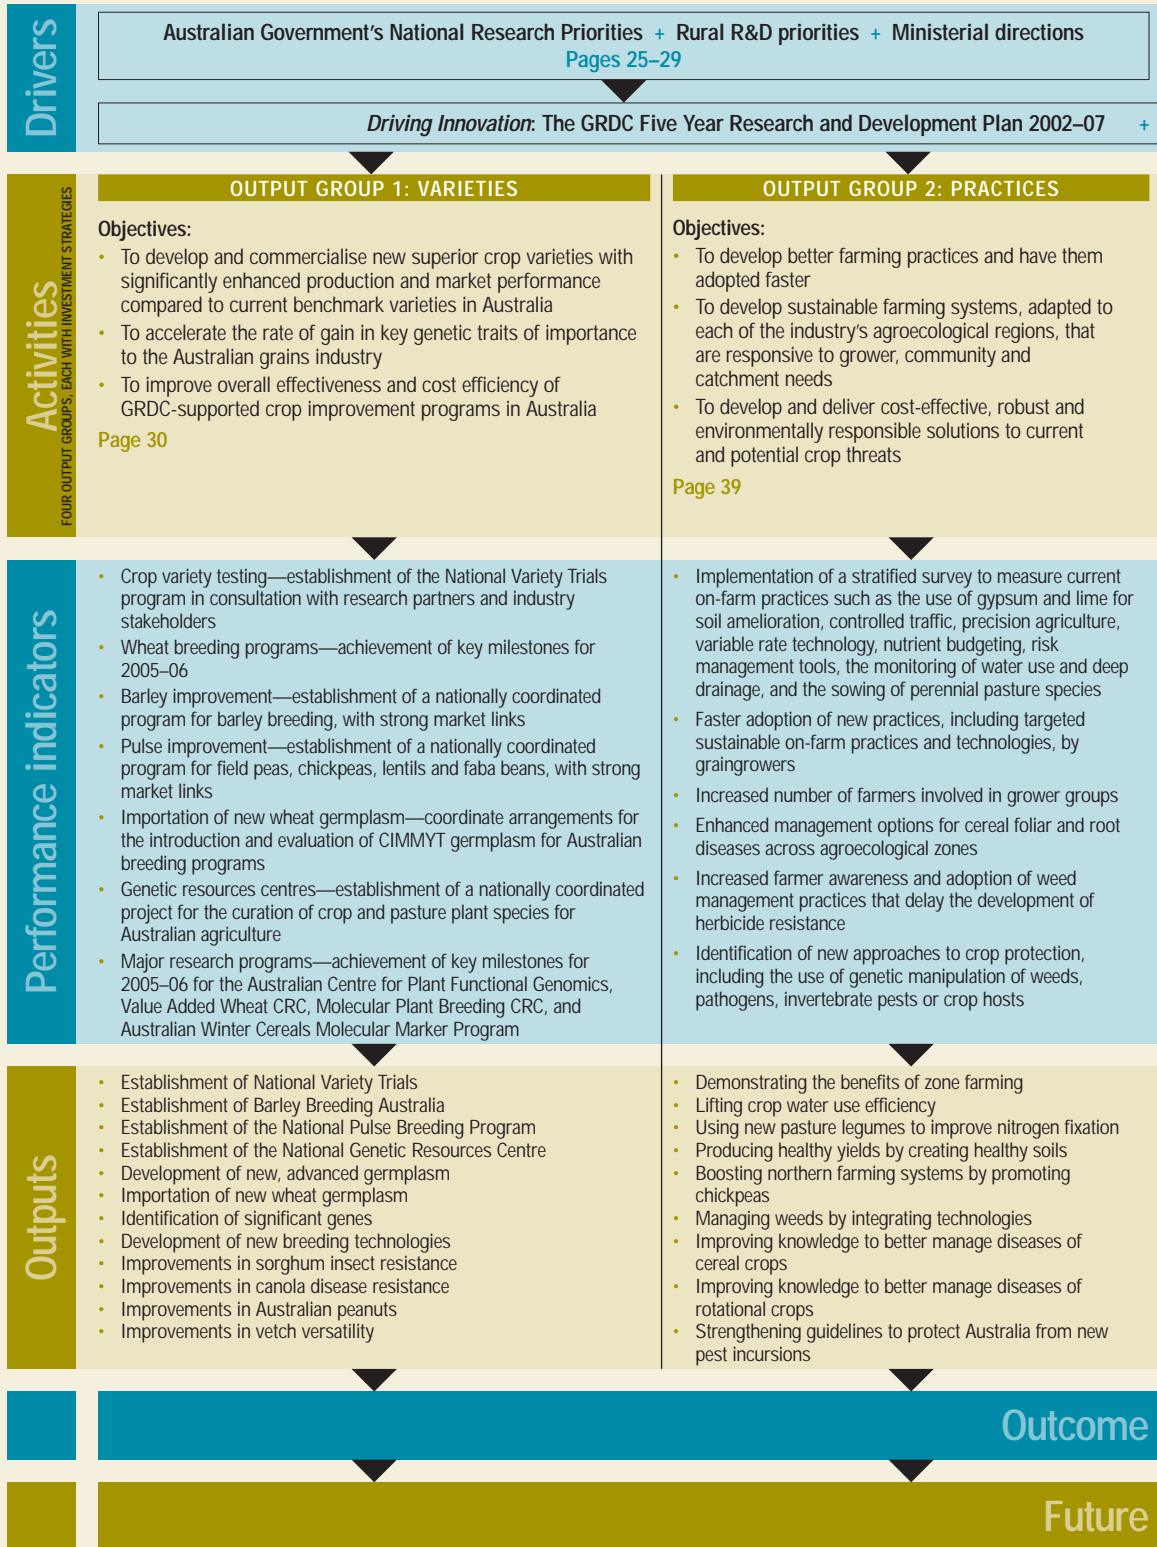 Drivers
Australian Government's National Research Priorities + Rural R&D priorities + Ministerial directions
Pages 25–29
Driving Innovation: The GRDC Five Year Research and Development Plan 2002–07 +
Activities
FOUR OUTPUT GROUPS, EACH WITH INVESTMENT STRATEGIES
OUTPUT GROUP 1: VARIETIES
Objectives:
• To develop and commercialise new superior crop varieties with
significantly enhanced production and market performance
compared to current benchmark varieties in Australia
• To accelerate the rate of gain in key genetic traits of importance
to the Australian grains industry
• To improve overall effectiveness and cost efficiency of
GRDC-supported crop improvement programs in Australia
Page 30
OUTPUT GROUP 2: PRACTICES
Objectives:
• To develop better farming practices and have them
adopted faster
• To develop sustainable farming systems, adapted to
each of the industry's agroecological regions, that
are responsive to grower, community and
catchment needs
• To develop and deliver cost-effective, robust and
environmentally responsible solutions to current
and potential crop threats
Page 39
Performance indicators
• Crop variety testing—establishment of the National Variety Trials
program in consultation with research partners and industry
stakeholders
• Wheat breeding programs—achievement of key milestones for
2005–06
• Barley improvement—establishment of a nationally coordinated
program for barley breeding, with strong market links
• Pulse improvement—establishment of a nationally coordinated
program for field peas, chickpeas, lentils and faba beans, with strong
market links
• Importation of new wheat germplasm—coordinate arrangements for
the introduction and evaluation of CIMMYT germplasm for Australian
breeding programs
• Genetic resources centres—establishment of a nationally coordinated
project for the curation of crop and pasture plant species for
Australian agriculture
• Major research programs—achievement of key milestones for
2005–06 for the Australian Centre for Plant Functional Genomics,
Value Added Wheat CRC, Molecular Plant Breeding CRC, and
Australian Winter Cereals Molecular Marker Program
• Implementation of a stratified survey to measure current
on-farm practices such as the use of gypsum and lime for
soil amelioration, controlled traffic, precision agriculture,
variable rate technology, nutrient budgeting, risk
management tools, the monitoring of water use and deep
drainage, and the sowing of perennial pasture species
• Faster adoption of new practices, including targeted
sustainable on-farm practices and technologies, by
graingrowers
• Increased number of farmers involved in grower groups
• Enhanced management options for cereal foliar and root
diseases across agroecological zones
• Increased farmer awareness and adoption of weed
management practices that delay the development of
herbicide resistance
• Identification of new approaches to crop protection,
including the use of genetic manipulation of weeds,
pathogens, invertebrate pests or crop hosts
Outputs
• Establishment of National Variety Trials
• Establishment of Barley Breeding Australia
• Establishment of the National Pulse Breeding Program
• Establishment of the National Genetic Resources Centre
• Development of new, advanced germplasm
• Importation of new wheat germplasm
• Identification of significant genes
• Development of new breeding technologies
• Improvements in sorghum insect resistance
• Improvements in canola disease resistance
• Improvements in Australian peanuts
• Improvements in vetch versatility
• Demonstrating the benefits of zone farming
• Lifting crop water use efficiency
• Using new pasture legumes to improve nitrogen fixation
• Producing healthy yields by creating healthy soils
• Boosting northern farming systems by promoting
chickpeas
• Managing weeds by integrating technologies
• Improving knowledge to better manage diseases of
cereal crops
• Improving knowledge to better manage diseases of
rotational crops
• Strengthening guidelines to protect Australia from new
pest incursions
Outcome
Future